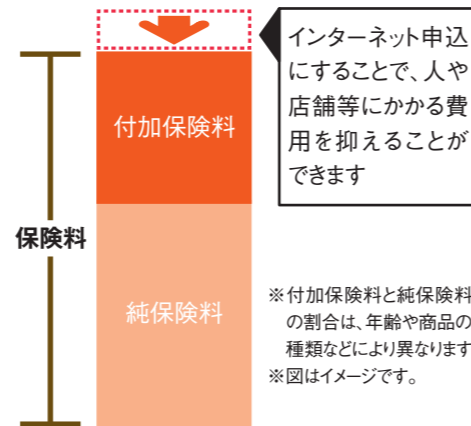 インターネット申込
にすることで、人や
店舗等にかかる費
用を抑えることが
できます
付加保険料
保険料
純保険料
※付加保険料と純保険料
の割合は、年齢や商品の
種類などにより異なります
※図はイメージです。